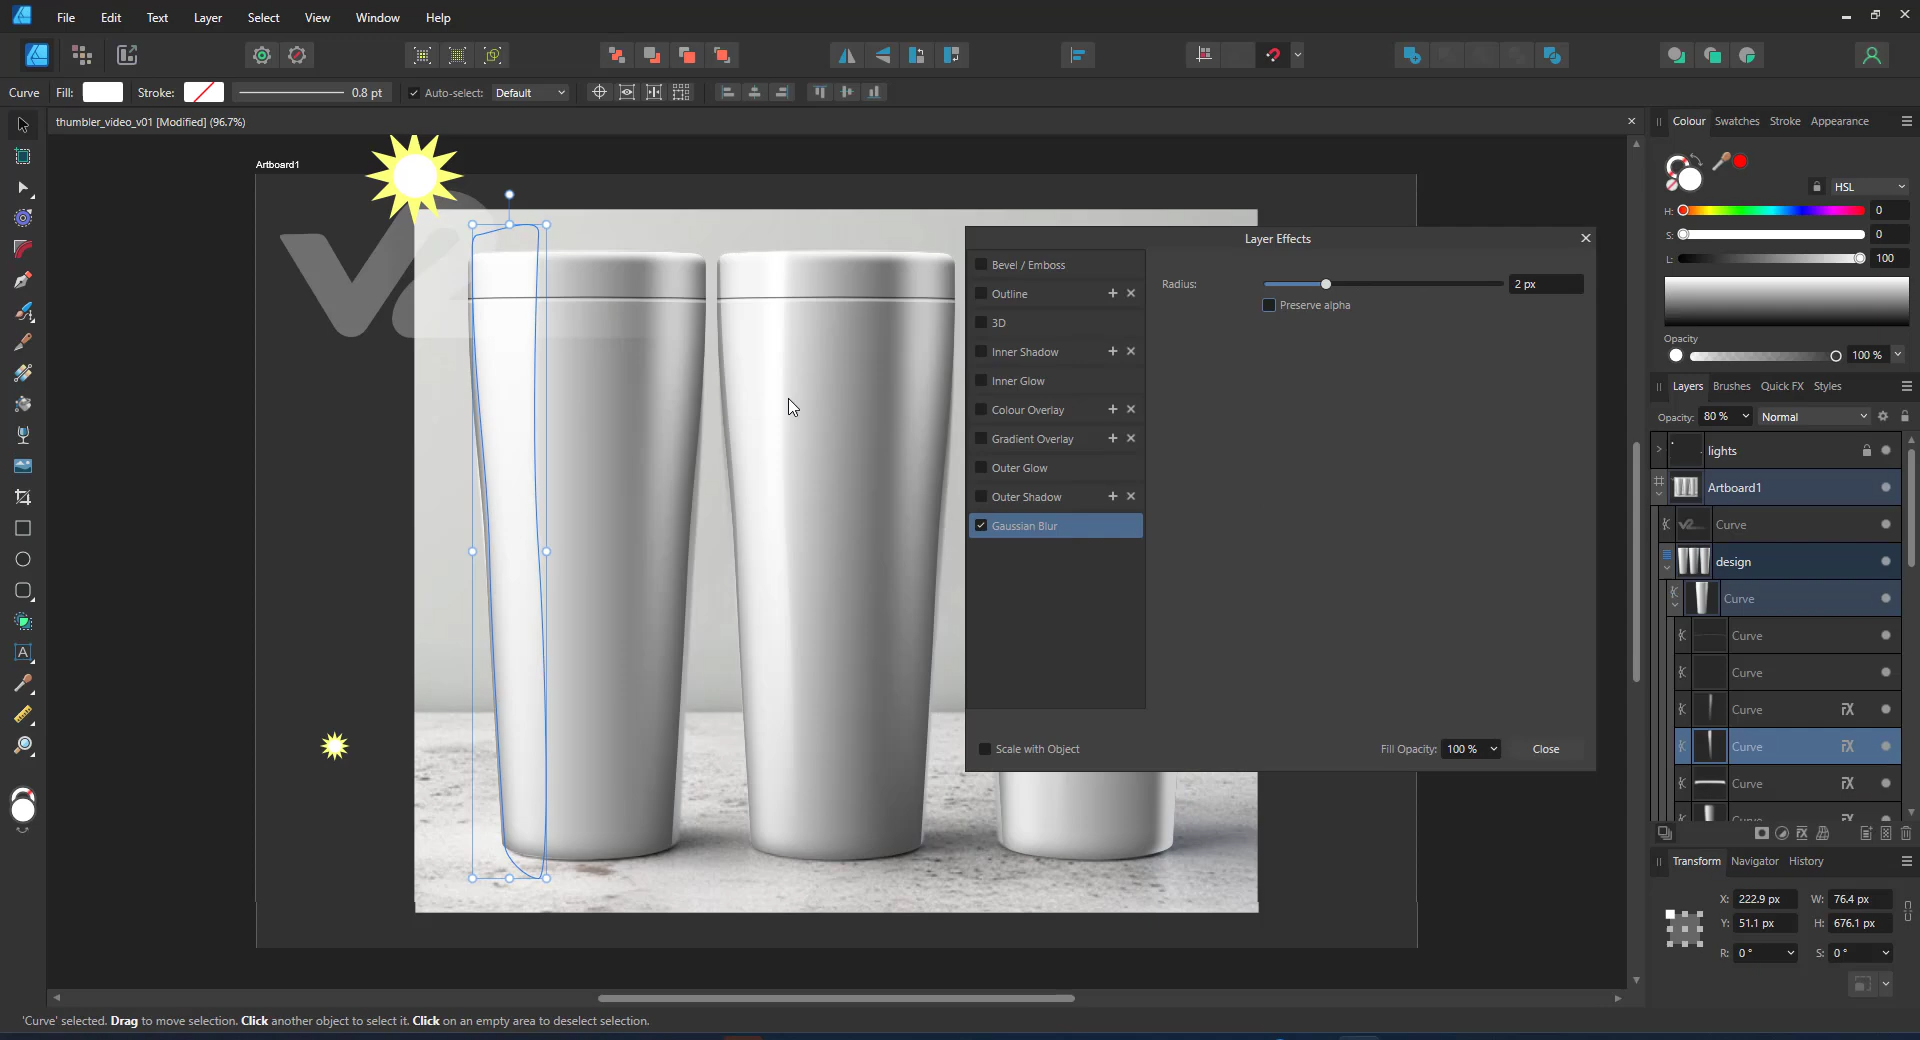 File Edit Text Layer Select View Window Help
Curve Fill: Stroke: 0.8 pt Auto-select: Default
thumbler_video_v01 [Modified] (96.7%)
Artboard1
V2
Layer Effects
Bevel / Emboss
Outline
3D
Inner Shadow
Inner Glow
Colour Overlay
Gradient Overlay
Outer Glow
Outer Shadow
Gaussian Blur
Radius: 2 px
Preserve alpha
Scale with Object
Fill Opacity: 100 % Close
Colour Swatches Stroke Appearance
HSL
H: 0
S: 0
L: 100
Opacity
100 %
Layers Brushes Quick FX Styles
Opacity: 80 % Normal
lights
Artboard1
V2 Curve
design
Curve
Curve
Curve
Curve
Curve
Curve
Curve
Transform Navigator History
X: 222.9 px W: 76.4 px
Y: 51.1 px H: 676.1 px
R: 0 ° S: 0 °
'Curve' selected. Drag to move selection. Click another object to select it. Click on an empty area to deselect selection.